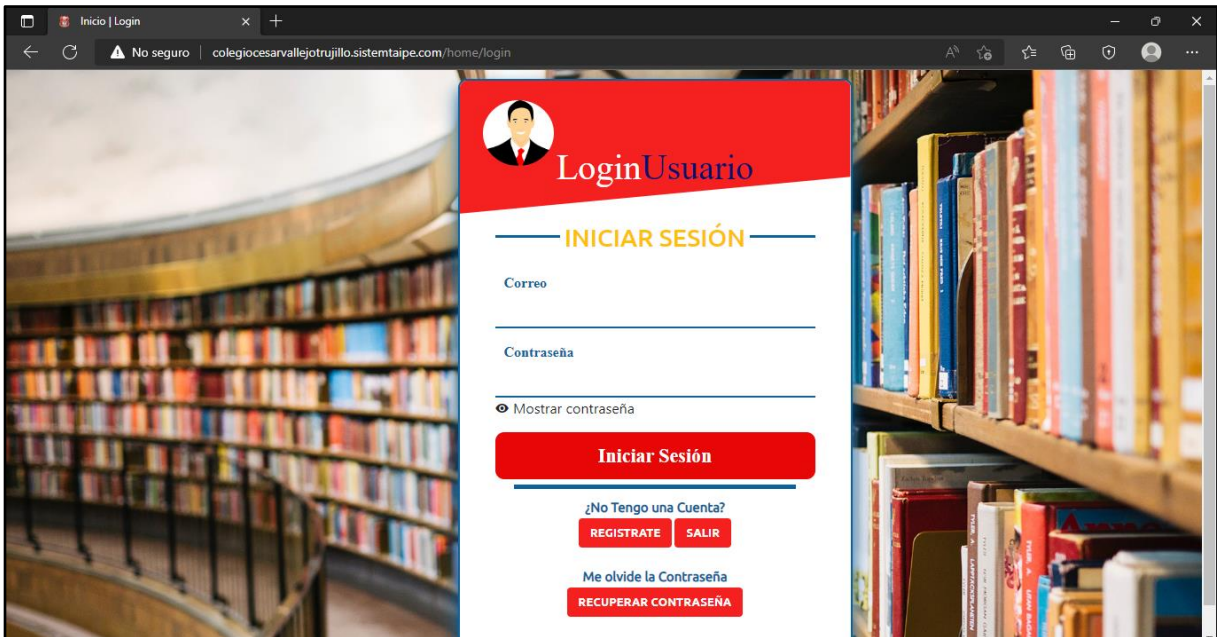 Inicio | Login
No seguro | colegiocesarvallejotrujillo.sistemtaipe.com/home/login
LoginUsuario
INICIAR SESIÓN
Correo
Contraseña
Mostrar contraseña
Iniciar Sesión
¿No Tengo una Cuenta?
REGISTRATE SALIR
Me olvide la Contraseña
RECUPERAR CONTRASEÑA